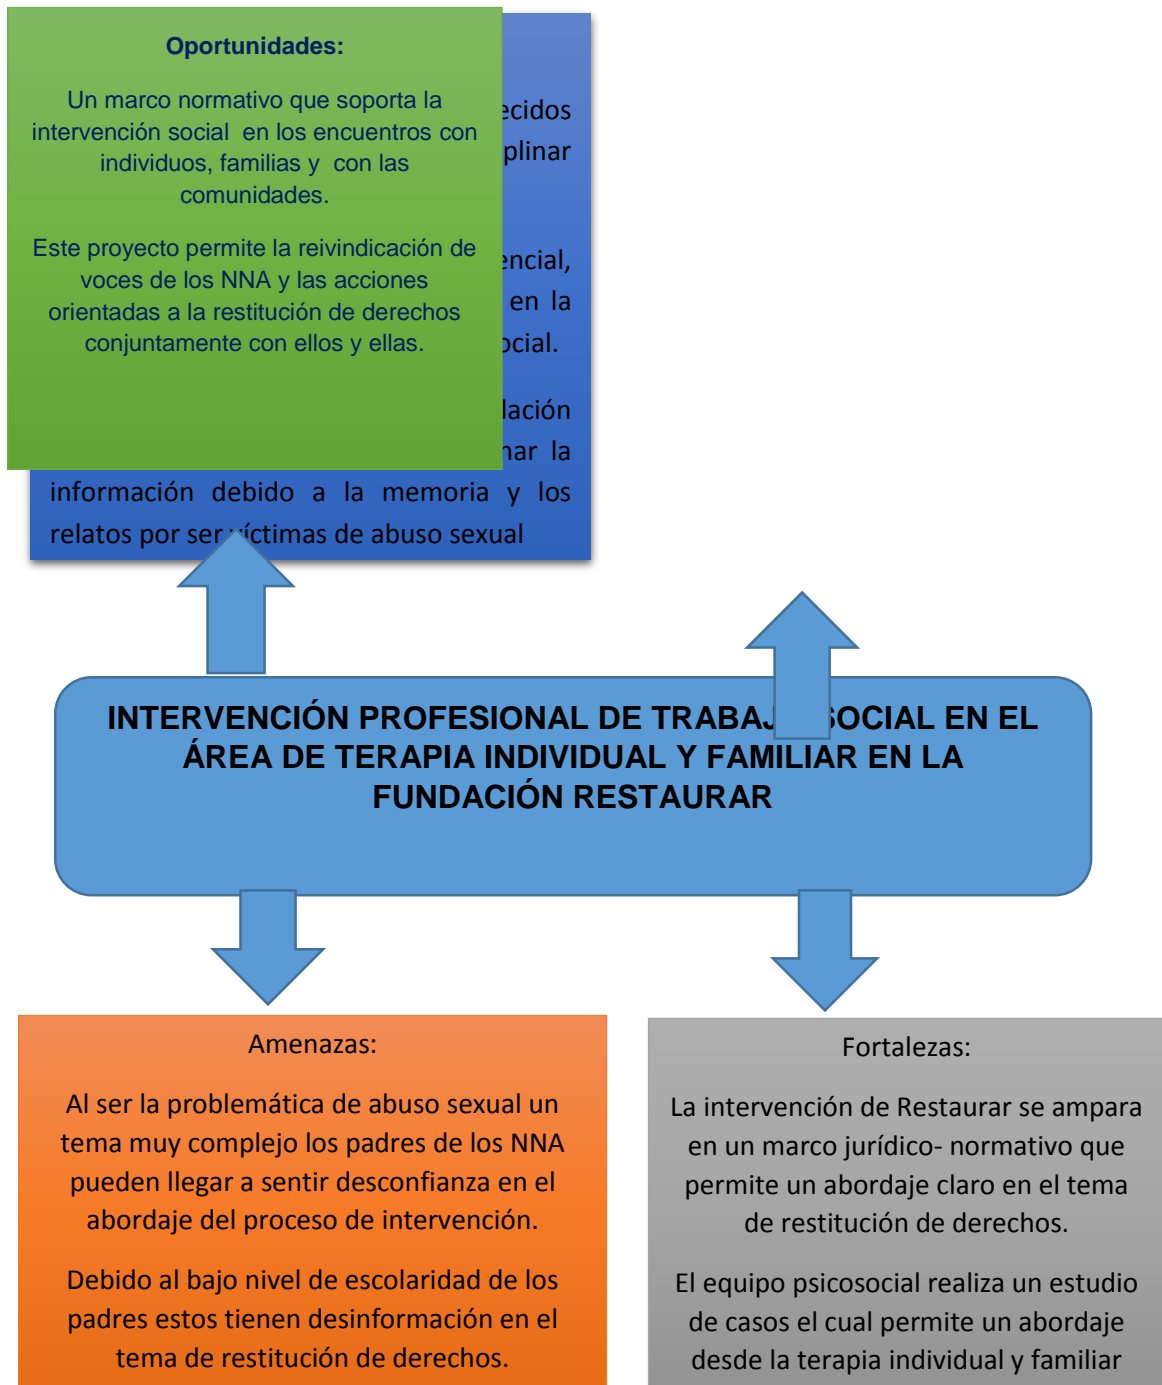 Oportunidades:
Un marco normativo que soporta la
intervención social en los encuentros con
individuos, familias y con las
comunidades.
Este proyecto permite la reivindicación de
voces de los NNA y las acciones
orientadas a la restitución de derechos
conjuntamente con ellos y ellas.
en la
la
información debido a la memoria y los
relatos por ser víctimas de abuso sexual
INTERVENCIÓN PROFESIONAL DE TRABAJO SOCIAL EN EL
ÁREA DE TERAPIA INDIVIDUAL Y FAMILIAR EN LA
FUNDACIÓN RESTAURAR
Amenazas:
Al ser la problemática de abuso sexual un
tema muy complejo los padres de los NNA
pueden llegar a sentir desconfianza en el
abordaje del proceso de intervención.
Debido al bajo nivel de escolaridad de los
padres estos tienen desinformación en el
tema de restitución de derechos.
Fortalezas:
La intervención de Restaurar se ampara
en un marco jurídico- normativo que
permite un abordaje claro en el tema
de restitución de derechos.
El equipo psicosocial realiza un estudio
de casos el cual permite un abordaje
desde la terapia individual y familiar